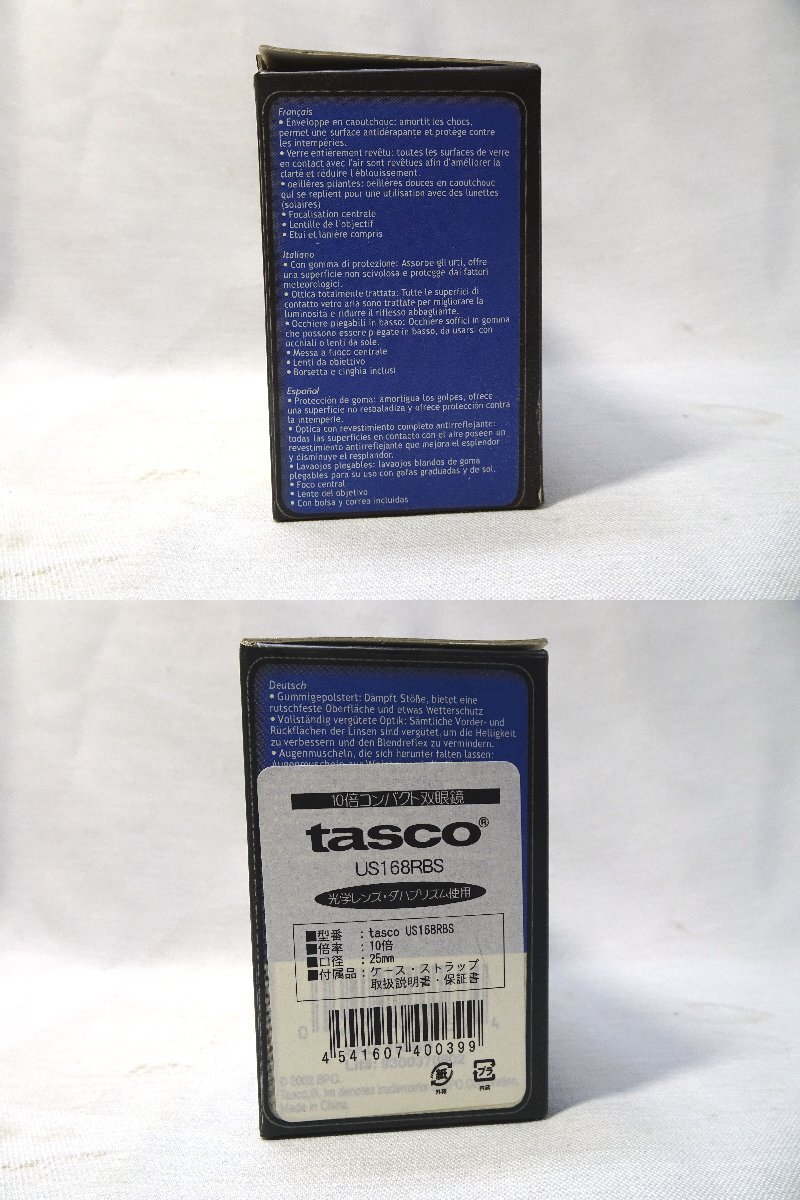 Français
• Enveloppe en caoutchouc: amortit les chocs,
permet une surface antidérapante et protège contre
les intempéries.
• Verre entièrement revêtu: toutes les surfaces de verre
en contact avec l'air sont revêtues afin d'améliorer la
clarté et réduire l'éblouissement.
• oeillères pliantes: oeillères douces en caoutchouc
qui se replient pour une utilisation avec des lunettes
(solaires)
• Focalisation centrale
• Lentille de l'objectif
• Etui et lanière compris
Italiano
• Con gomma di protezione: Assorbe gli urti, offre
una superficie non scivolosa e protegge dai fattori
meteorologici.
• Ottica totalmente trattata: Tutte le superfici di
contatto vetro aria sono trattate per migliorare la
luminosità e ridurre il riflesso abbagliante.
• Occhiere piegabili in basso: Occhiere soffici in gomma
che possono essere piegate in basso, da usarsi con
occhiali o lenti da sole.
• Messa a fuoco centrale
• Lenti da obiettivo
• Borsetta e cinghia inclusi
Español
• Protección de goma: amortigua los golpes, ofrece
una superficie no resbaladiza y ofrece protección contra
la intemperie.
• Optica con revestimiento completo antirreflejante:
todas las superficies en contacto con el aire poseen un
revestimiento antirreflejante que mejora el esplendor
y disminuye el resplandor.
• Lavaojos plegables: lavaojos blandos de goma
plegables para su uso con gafas graduadas y de sol.
• Foco central
• Lente del objetivo
• Con bolsa y correa incluidas
Deutsch
• Gummigepolstert: Dämpft Stöße, bietet eine
rutschfeste Oberfläche und etwas Wetterschutz
• Vollständig vergütete Optik: Sämtliche Vorder- und
Rückflächen der Linsen sind vergütet, um die Helligkeit
zu verbessern und den Blendreflex zu vermindern.
• Augenmuscheln, die sich herunter falten lassen:
10倍コンパクト双眼鏡
tasco®
US168RBS
光学レンズ・ダハプリズム使用
■型番 : tasco US168RBS
■倍率 : 10倍
■口径 : 25mm
■付属品 : ケース・ストラップ
取扱説明書・保証書
0 4
4 541607 400399
紙 プラ
外箱 内袋
© 2002 BPO
Tasco,®, tm denotes trademark
Made in China.